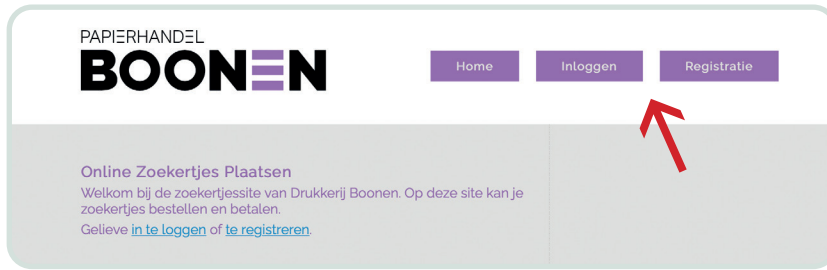 PAPIERHANDEL
BOONEN
Home
Inloggen
Registratie
Online Zoekertjes Plaatsen
Welkom bij de zoekertjessite van Drukkerij Boonen. Op deze site kan je
zoekertjes bestellen en betalen.
Gelieve in te loggen of te registreren.